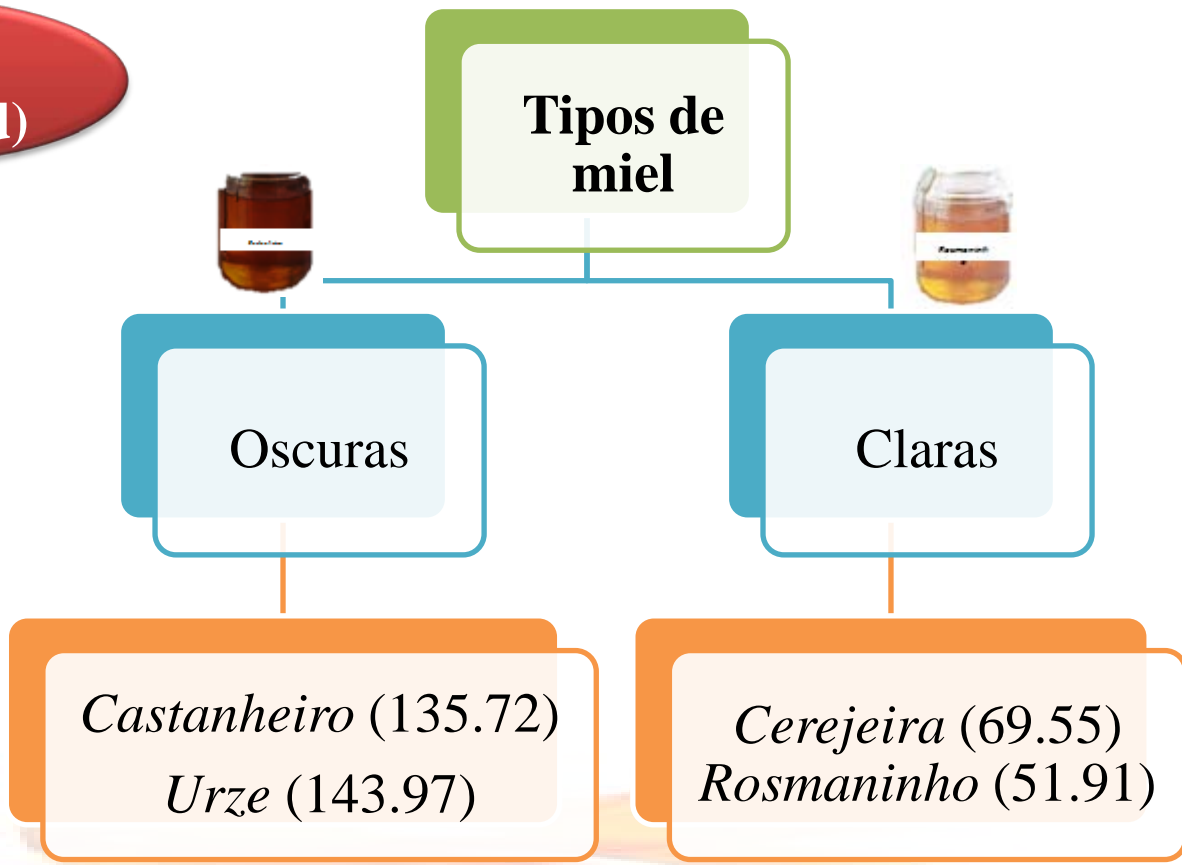 Tipos de
miel
Oscuras
Claras
Castanheiro (135.72)
Urze (143.97)
Cerejeira (69.55)
Rosmaninho (51.91)